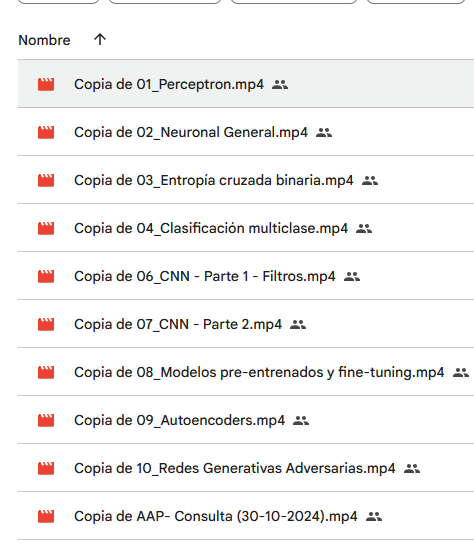 Nombre
Copia de 01_Perceptron.mp4
Copia de 02_Neuronal General.mp4
Copia de 03_Entropía cruzada binaria.mp4
Copia de 04_Clasificación multiclase.mp4
Copia de 06_CNN - Parte 1 - Filtros.mp4
Copia de 07_CNN - Parte 2.mp4
Copia de 08_Modelos pre-entrenados y fine-tuning.mp4
Copia de 09_Autoencoders.mp4
Copia de 10_Redes Generativas Adversarias.mp4
Copia de AAP- Consulta (30-10-2024).mp4